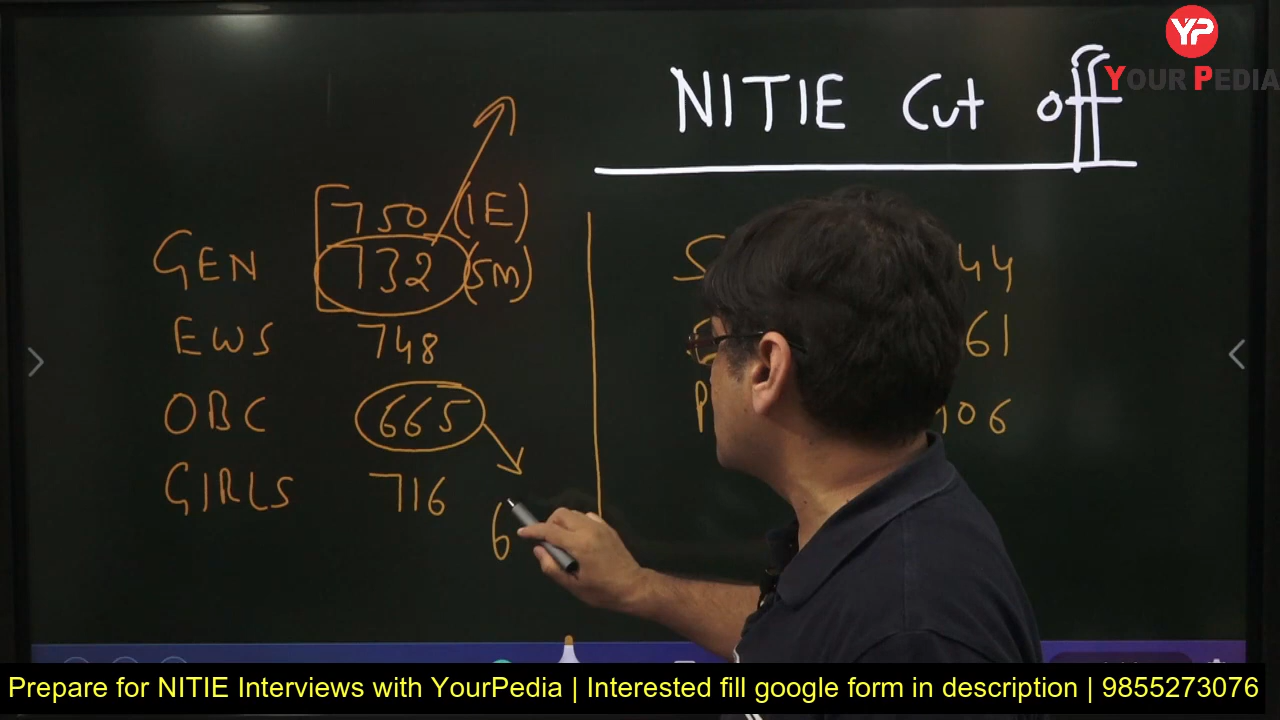 YP
YOUR PEDIA
NITIE Cut off
750 (IE)
GEN 732 (SM)
EWS 748
OBC 665
GIRLS 716
6
S 44
61
P 06
Prepare for NITIE Interviews with YourPedia | Interested fill google form in description | 9855273076